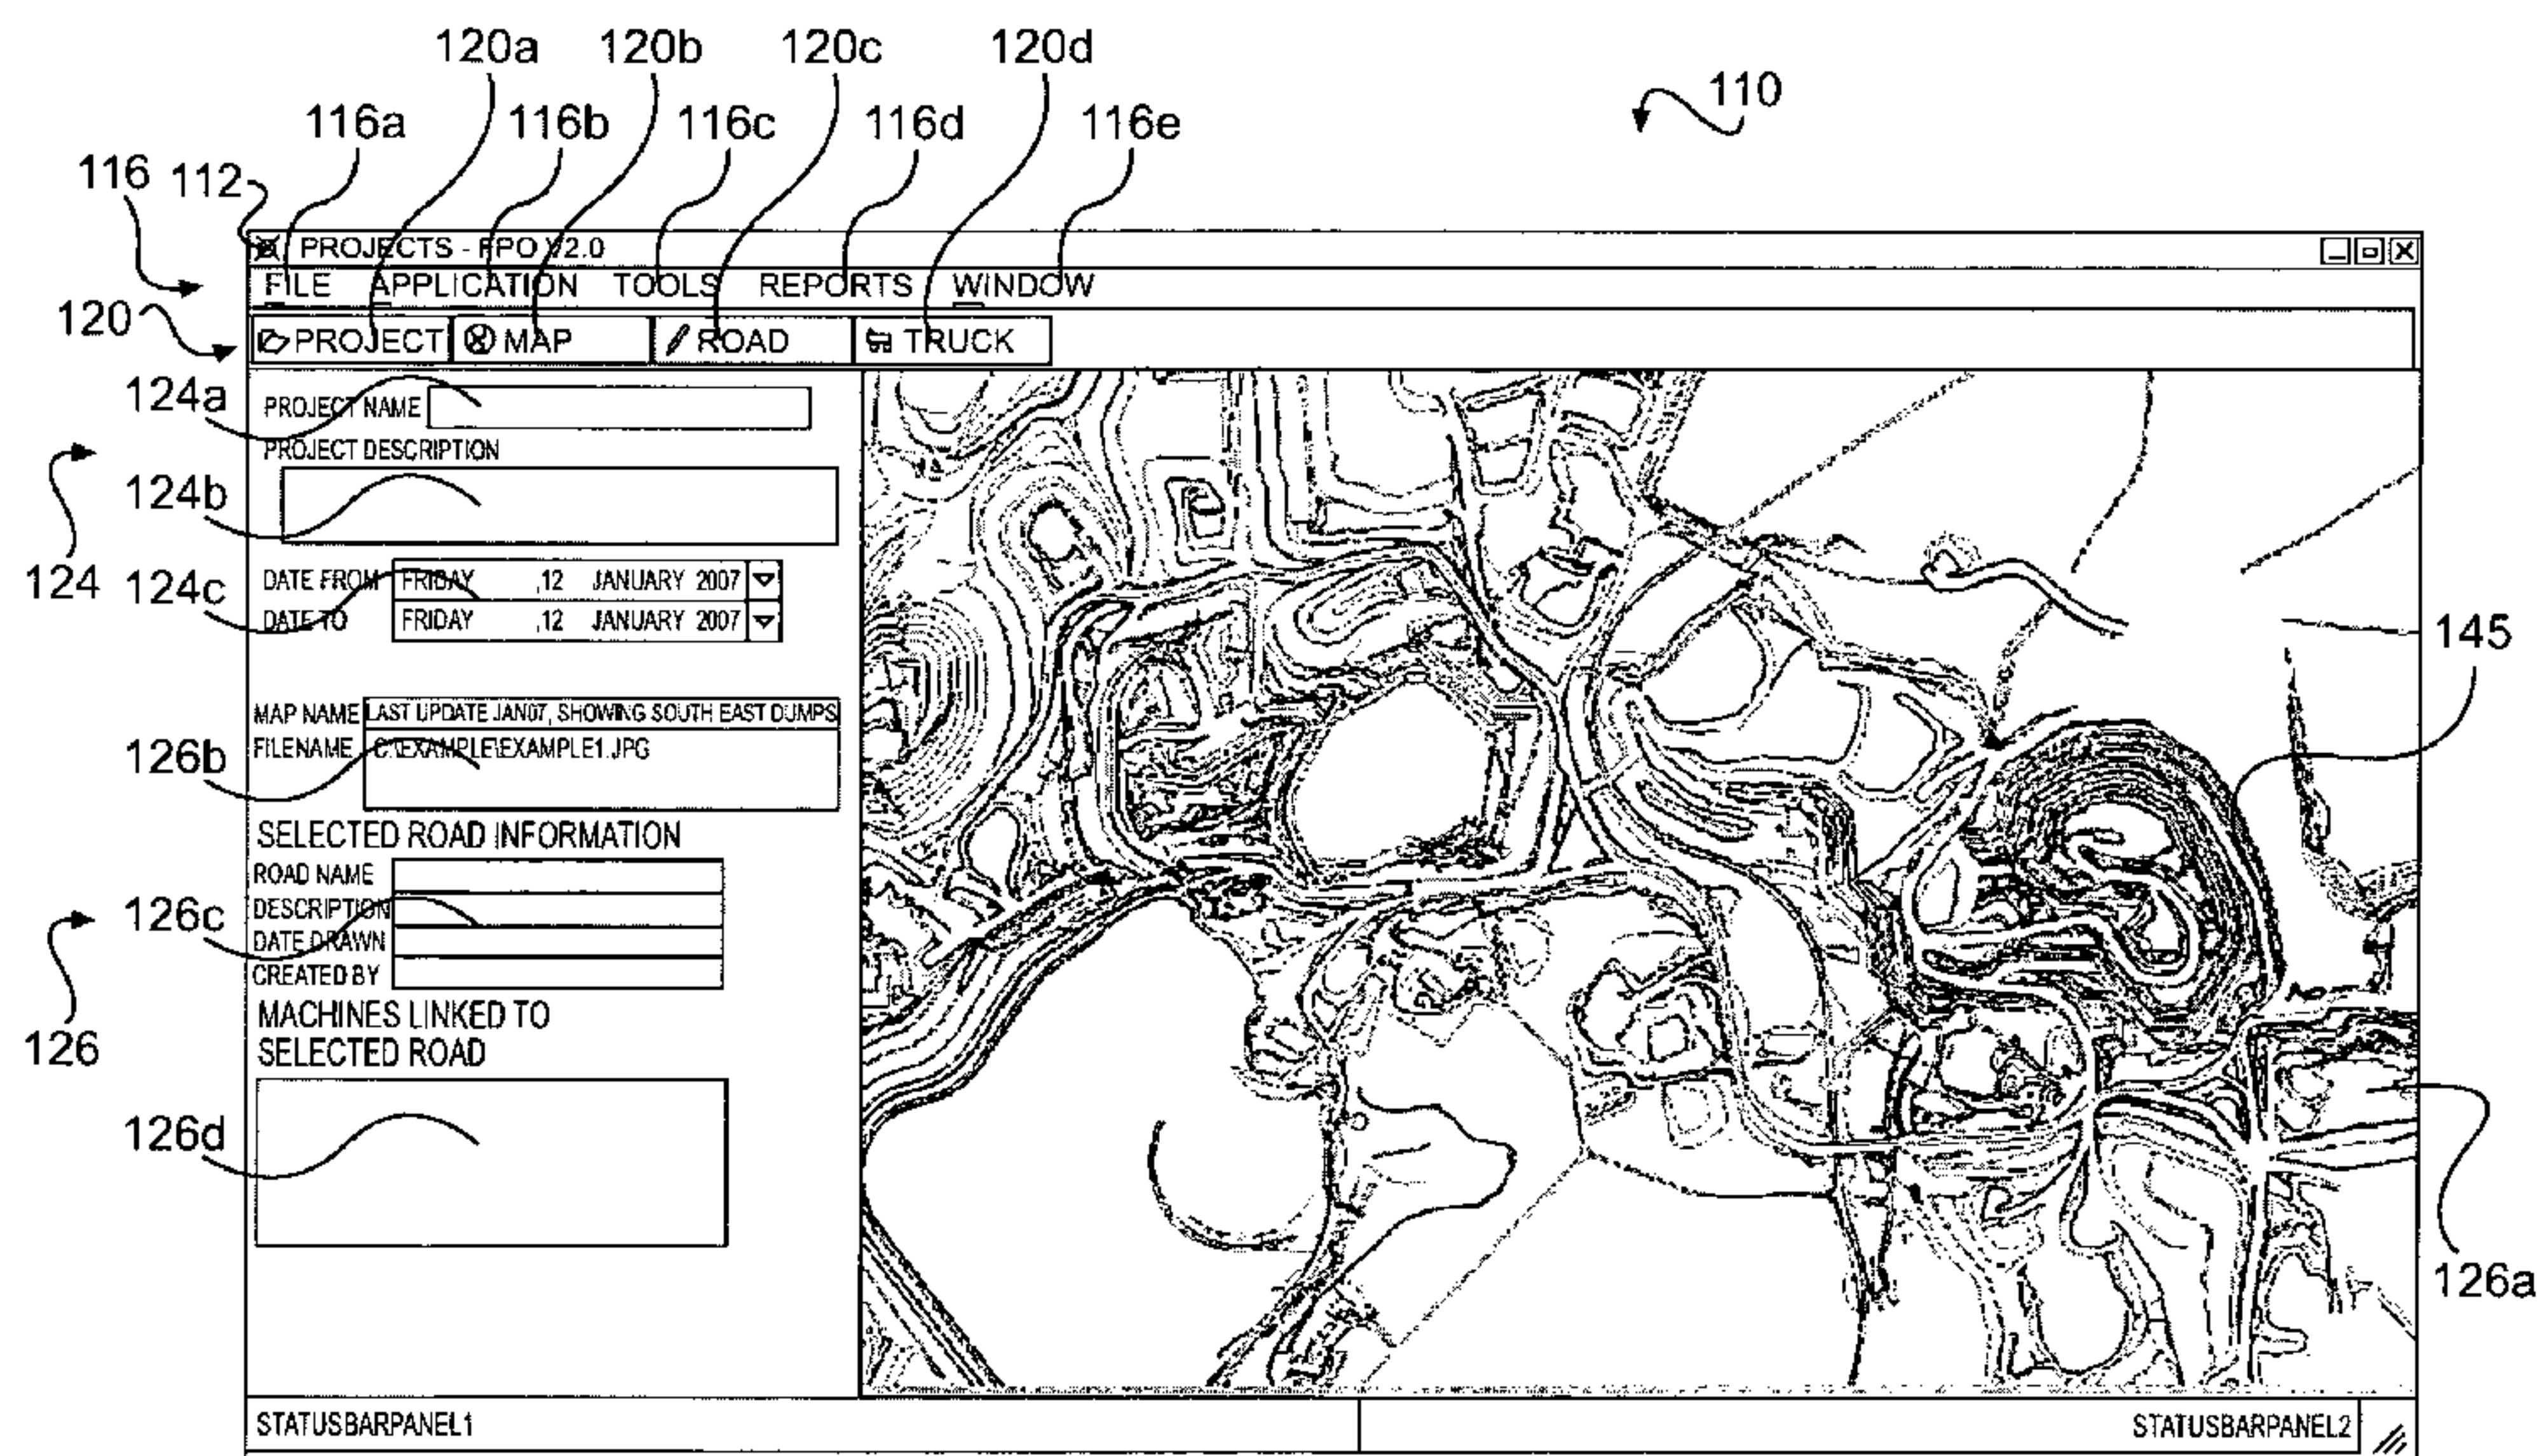 120a 120b 120c 120d
110
116a 116b 116c 116d 116e
116 112
PROJECTS - FPO V2.0
FILE APPLICATION TOOLS REPORTS WINDOW
120
PROJECT MAP ROAD TRUCK
124a
PROJECT NAME
PROJECT DESCRIPTION
124b
124
124c
DATE FROM FRIDAY ,12 JANUARY 2007
DATE TO FRIDAY ,12 JANUARY 2007
145
MAP NAME LAST UPDATE JAN07, SHOWING SOUTH EAST DUMPS
FILENAME C:\EXAMPLE\EXAMPLE1.JPG
126b
SELECTED ROAD INFORMATION
ROAD NAME
DESCRIPTION
126c
DATE DRAWN
CREATED BY
126
MACHINES LINKED TO
SELECTED ROAD
126d
126a
STATUSBARPANEL1
STATUSBARPANEL2